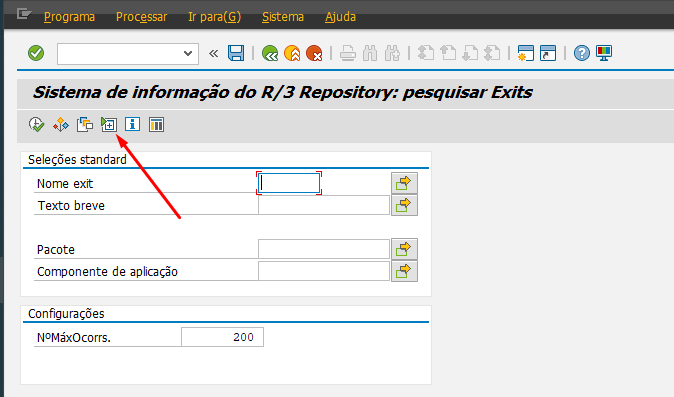 Programa Processar Ir para(G) Sistema Ajuda
Sistema de informação do R/3 Repository: pesquisar Exits
Seleções standard
Nome exit
Texto breve
Pacote
Componente de aplicação
Configurações
NºMáxOcorrs. 200